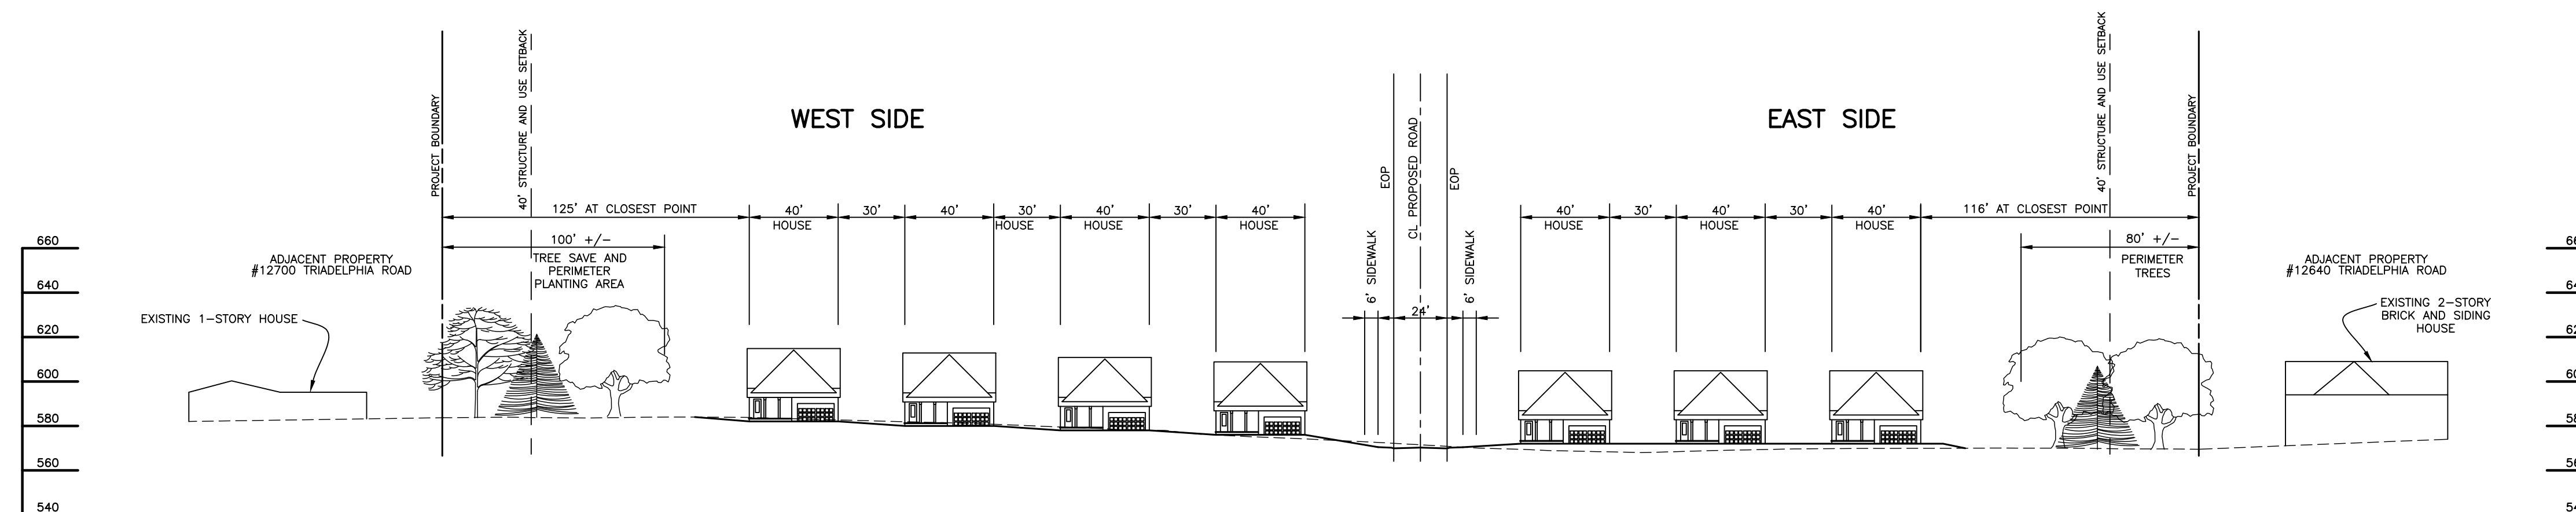 WEST SIDE
EAST SIDE
PROJECT BOUNDARY
40' STRUCTURE AND USE SETBACK
125' AT CLOSEST POINT
40'
HOUSE
30'
40'
30'
HOUSE
40'
HOUSE
30'
40'
HOUSE
EOP
CL PROPOSED ROAD
EOP
6' SIDEWALK
24'
6' SIDEWALK
40'
HOUSE
30'
40'
HOUSE
30'
40'
HOUSE
116' AT CLOSEST POINT
40' STRUCTURE AND USE SETBACK
PROJECT BOUNDARY
100' +/-
TREE SAVE AND
PERIMETER
PLANTING AREA
80' +/-
PERIMETER
TREES
ADJACENT PROPERTY
#12700 TRIADELPHIA ROAD
EXISTING 1-STORY HOUSE
ADJACENT PROPERTY
#12640 TRIADELPHIA ROAD
EXISTING 2-STORY
BRICK AND SIDING
HOUSE
660
640
620
600
580
560
540